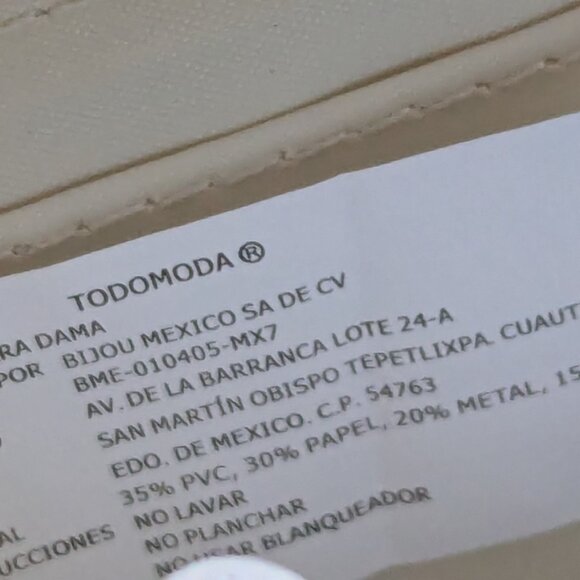 TODOMODA ®
RA DAMA
POR BIJOU MEXICO SA DE CV
BME-010405-MX7
AV. DE LA BARRANCA LOTE 24-A
SAN MARTÍN OBISPO TEPETLIXPA. CUAUT
EDO. DE MEXICO. C.P. 54763
35% PVC, 30% PAPEL, 20% METAL, 15
AL
UCCIONES NO LAVAR
NO PLANCHAR
NO USAR BLANQUEADOR